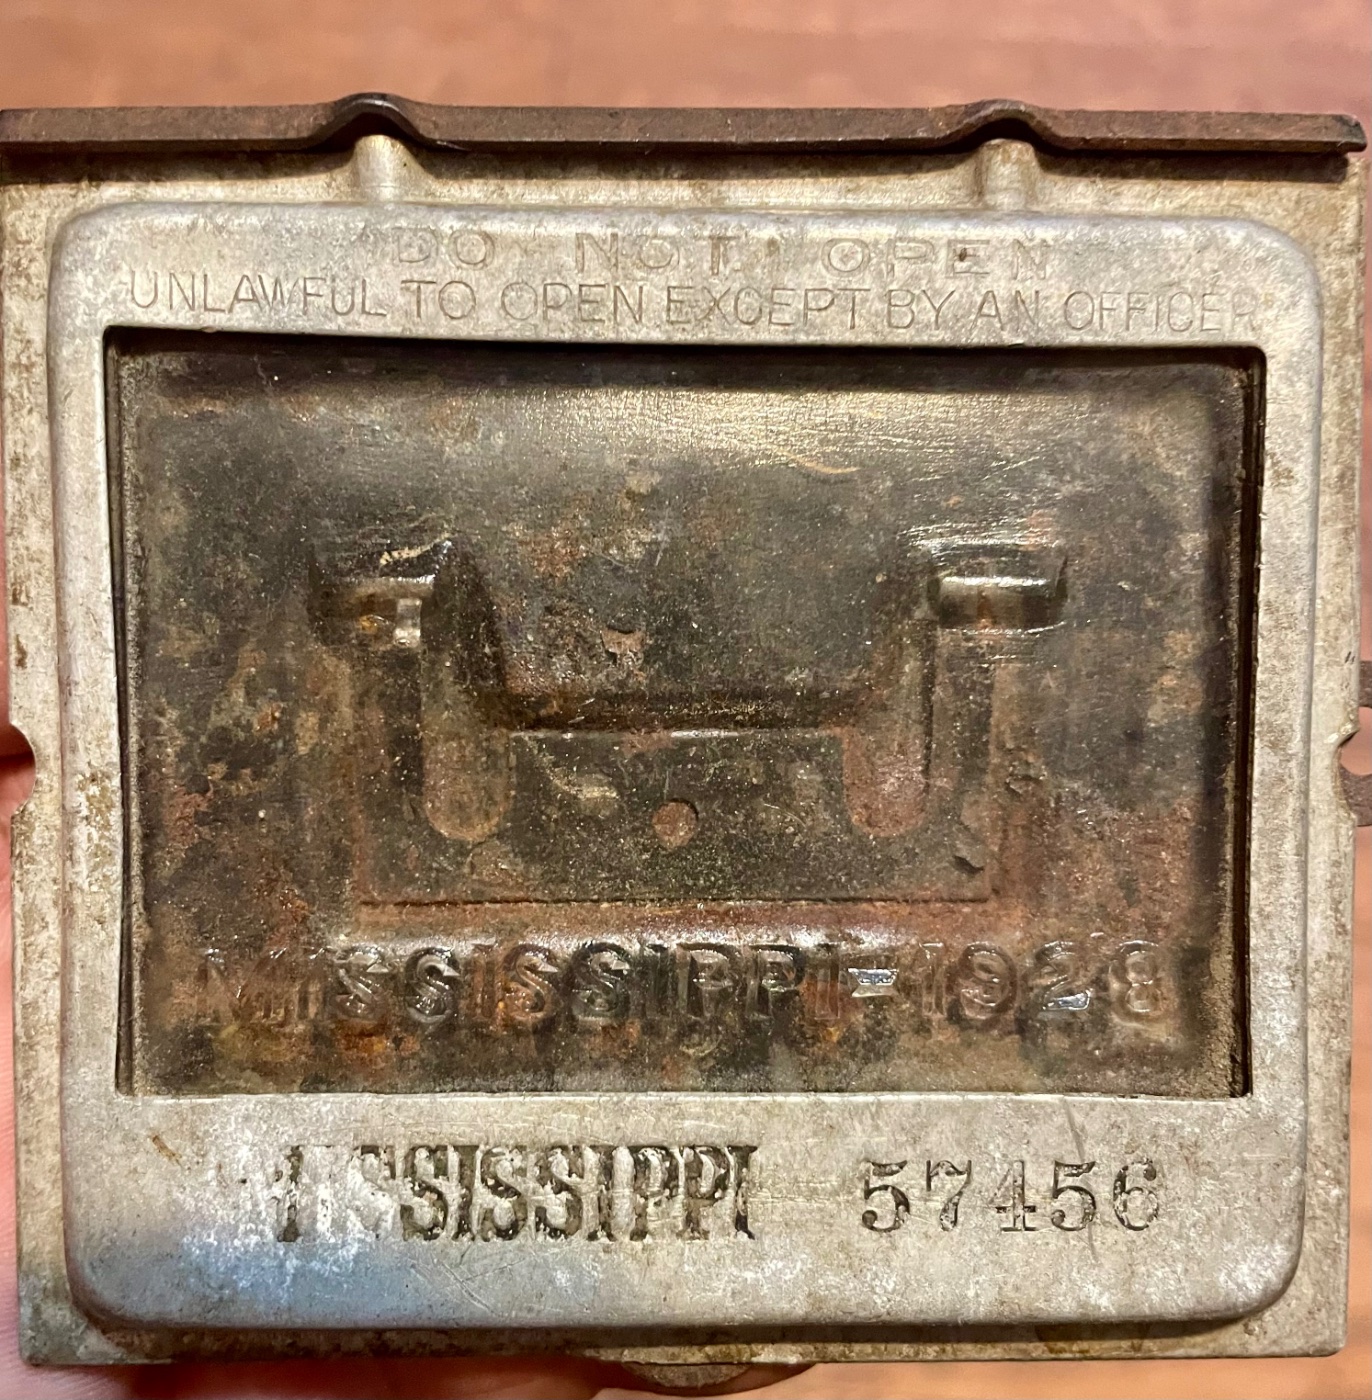 DO NOT OPEN
UNLAWFUL TO OPEN EXCEPT BY AN OFFICER
MISSISSIPPI-1928
MISSISSIPPI 57456